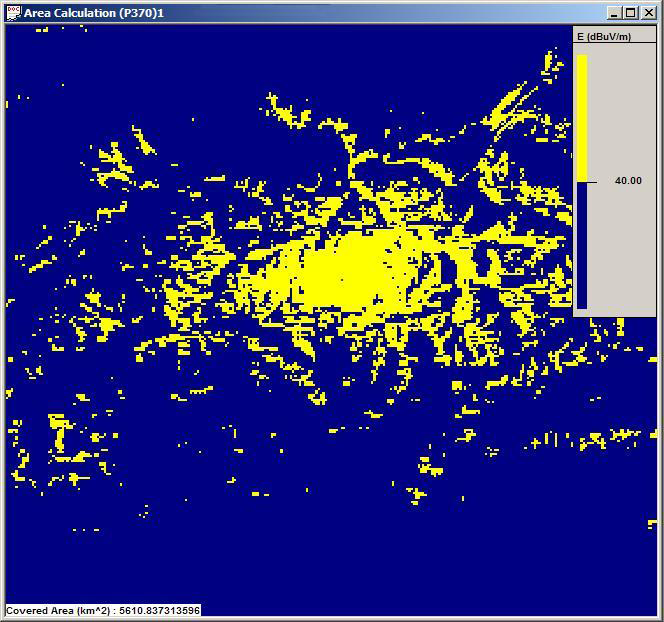 Area Calculation (P370)1
E (dBuV/m)
40.00
Covered Area (km^2) : 5610.837313596